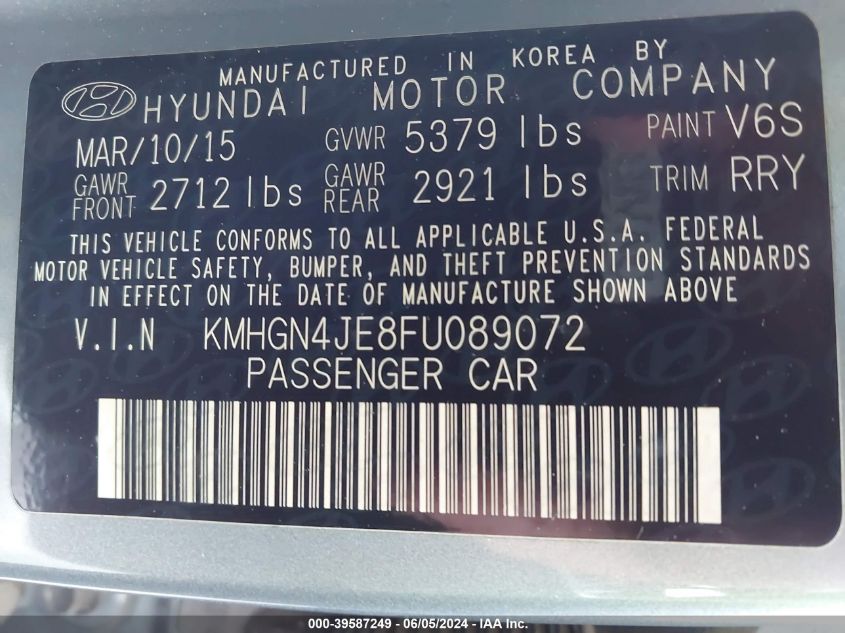 MANUFACTURED IN KOREA BY
HYUNDAI MOTOR COMPANY
MAR/10/15 GVWR 5379 lbs PAINT V6S
GAWR FRONT 2712 lbs GAWR REAR 2921 lbs TRIM RRY
THIS VEHICLE CONFORMS TO ALL APPLICABLE U.S.A. FEDERAL
MOTOR VEHICLE SAFETY, BUMPER, AND THEFT PREVENTION STANDARDS
IN EFFECT ON THE DATE OF MANUFACTURE SHOWN ABOVE
V.I.N KMHGN4JE8FU089072
PASSENGER CAR
000-39587249 - 06/05/2024 - IAA Inc.